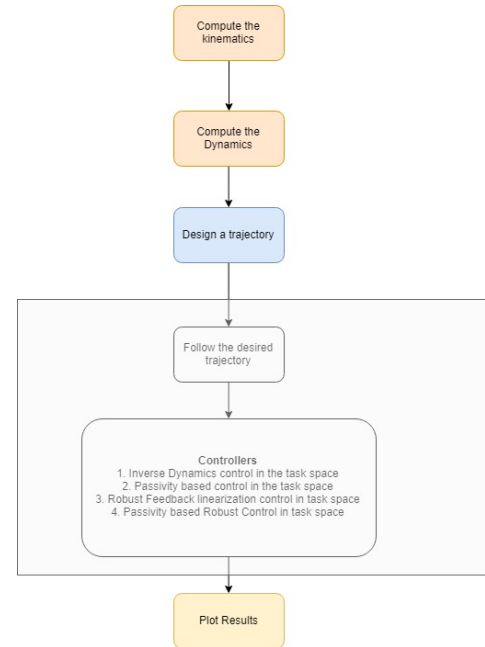 Compute the
kinematics
Compute the
Dynamics
Design a trajectory
Follow the desired
trajectory
Controllers
1. Inverse Dynamics control in the task space
2. Passivity based control in the task space
3. Robust Feedback linearization control in task space
4. Passivity based Robust Control in task space
Plot Results